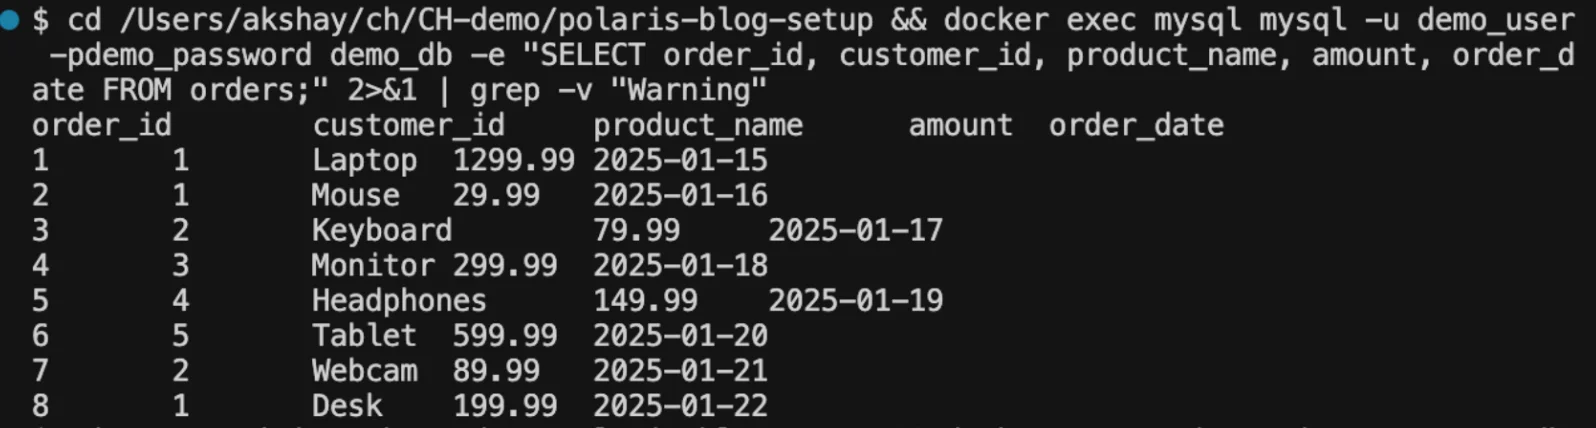 $ cd /Users/akshay/ch/CH-demo/polaris-blog-setup && docker exec mysql mysql -u demo_user
-pdemo_password demo_db -e "SELECT order_id, customer_id, product_name, amount, order_d
ate FROM orders;" 2>&1 | grep -v "Warning"
order_id customer_id product_name amount order_date
1 1 Laptop 1299.99 2025-01-15
2 1 Mouse 29.99 2025-01-16
3 2 Keyboard 79.99 2025-01-17
4 3 Monitor 299.99 2025-01-18
5 4 Headphones 149.99 2025-01-19
6 5 Tablet 599.99 2025-01-20
7 2 Webcam 89.99 2025-01-21
8 1 Desk 199.99 2025-01-22